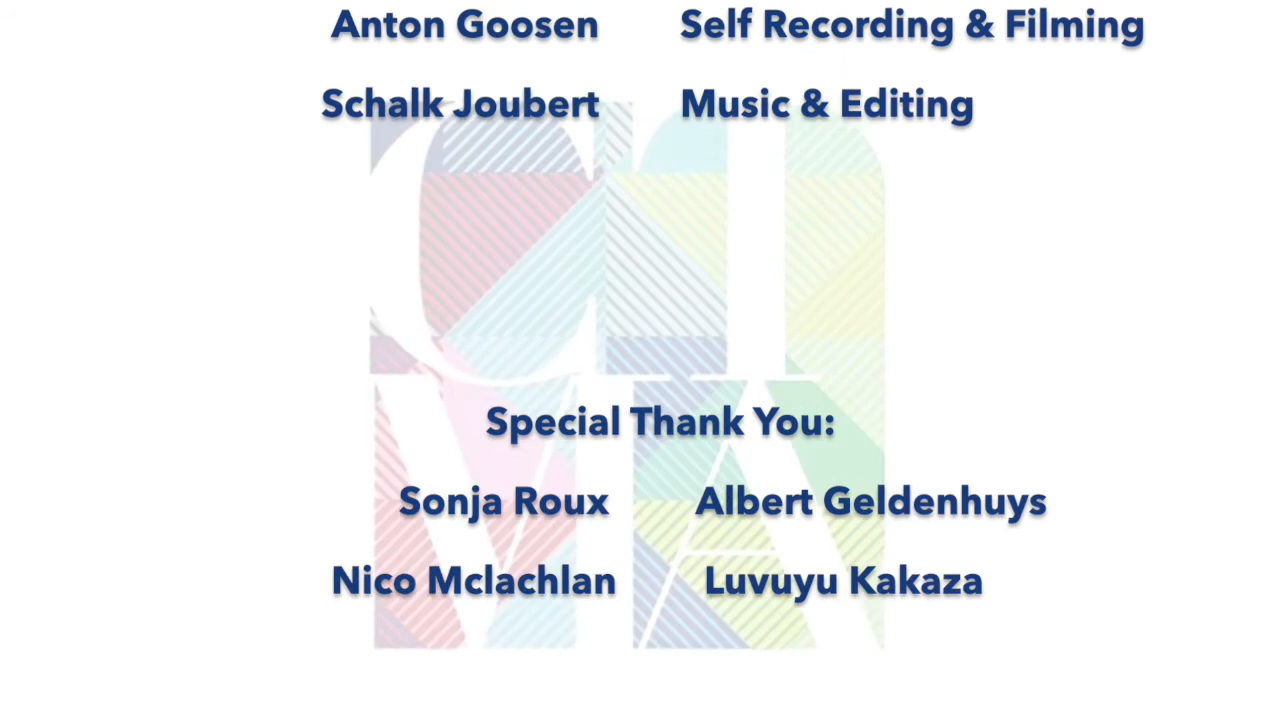 Anton Goosen Self Recording & Filming
Schalk Joubert Music & Editing
Special Thank You:
Sonja Roux Albert Geldenhuys
Nico Mclachlan Luvuyu Kakaza